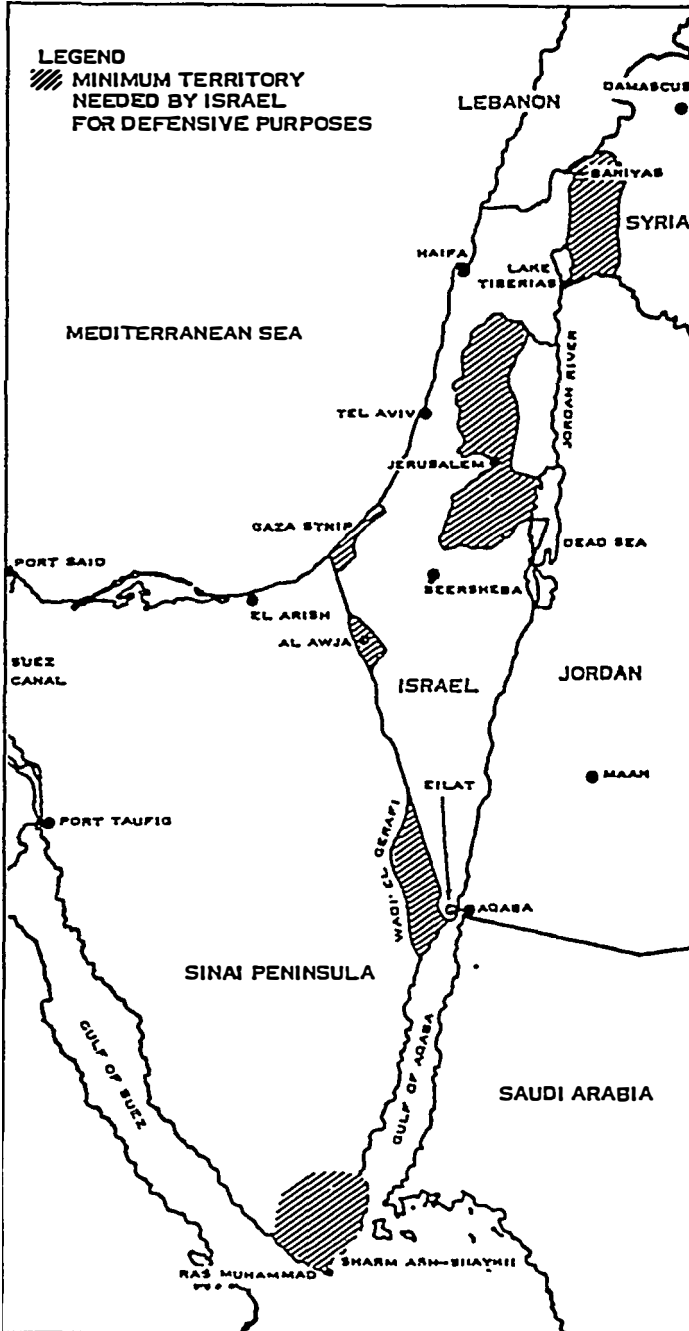 LEGEND
MINIMUM TERRITORY
NEEDED BY ISRAEL
FOR DEFENSIVE PURPOSES
LEBANON
DAMASCUS
BANIYAS
SYRIA
HAIFA
LAKE
TIBERIAS
MEDITERRANEAN SEA
JORDAN RIVER
TEL AVIV
JERUSALEM
GAZA STRIP
DEAD SEA
PORT SAID
BEERSHEBA
EL ARISH
AL AWJA
SUEZ
CANAL
ISRAEL
JORDAN
EILAT
MAAN
PORT TAUFIG
WADI-EL GERAFI
AQABA
SINAI PENINSULA
GULF OF SUEZ
GULF OF AQABA
SAUDI ARABIA
RAS MUHAMMAD
SHARM ASH-SHAYKH